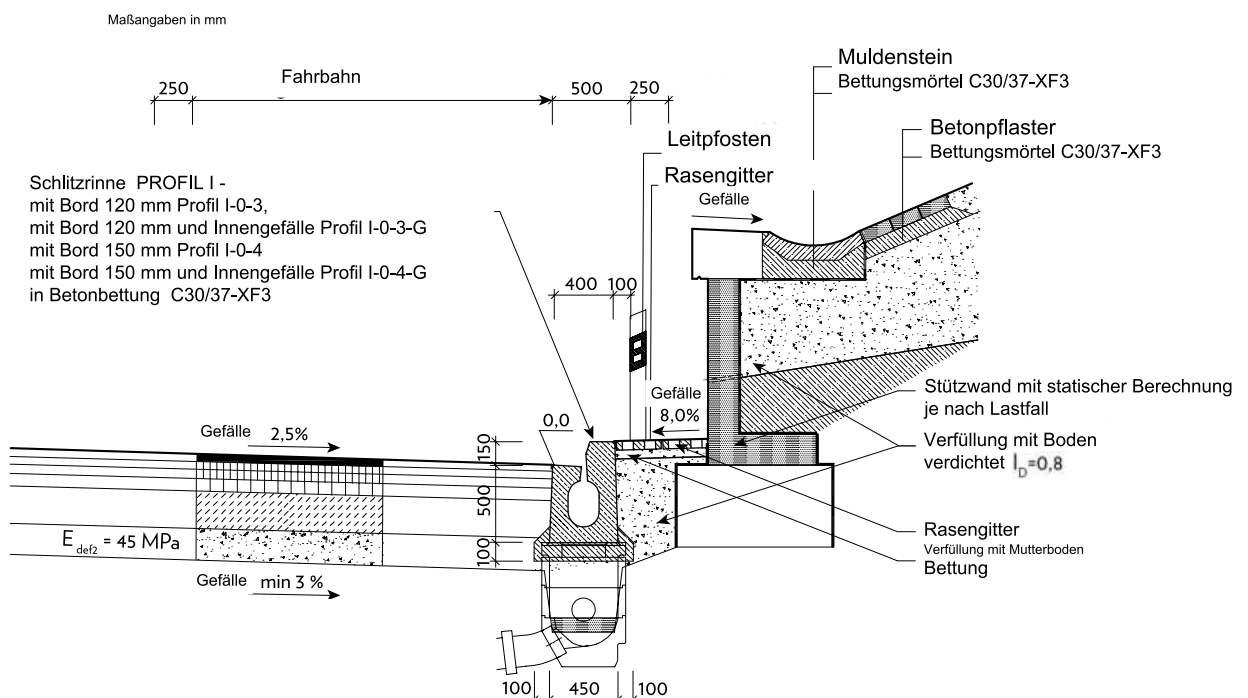 Maßangaben in mm
250
Fahrbahn
500
250
Muldenstein
Bettungsmörtel C30/37-XF3
Betonpflaster
Bettungsmörtel C30/37-XF3
Leitpfosten
Rasengitter
Gefälle
Schlitzrinne PROFIL I -
mit Bord 120 mm Profil I-0-3,
mit Bord 120 mm und Innengefälle Profil I-0-3-G
mit Bord 150 mm Profil I-0-4
mit Bord 150 mm und Innengefälle Profil I-0-4-G
in Betonbettung C30/37-XF3
400
100
Gefälle
8,0%
0,0
Gefälle 2,5%
150
500
100
E def2 = 45 MPa
Gefälle min 3 %
Stützwand mit statischer Berechnung
je nach Lastfall
Verfüllung mit Boden
verdichtet I_D=0,8
Rasengitter
Verfüllung mit Mutterboden
Bettung
100
450
100